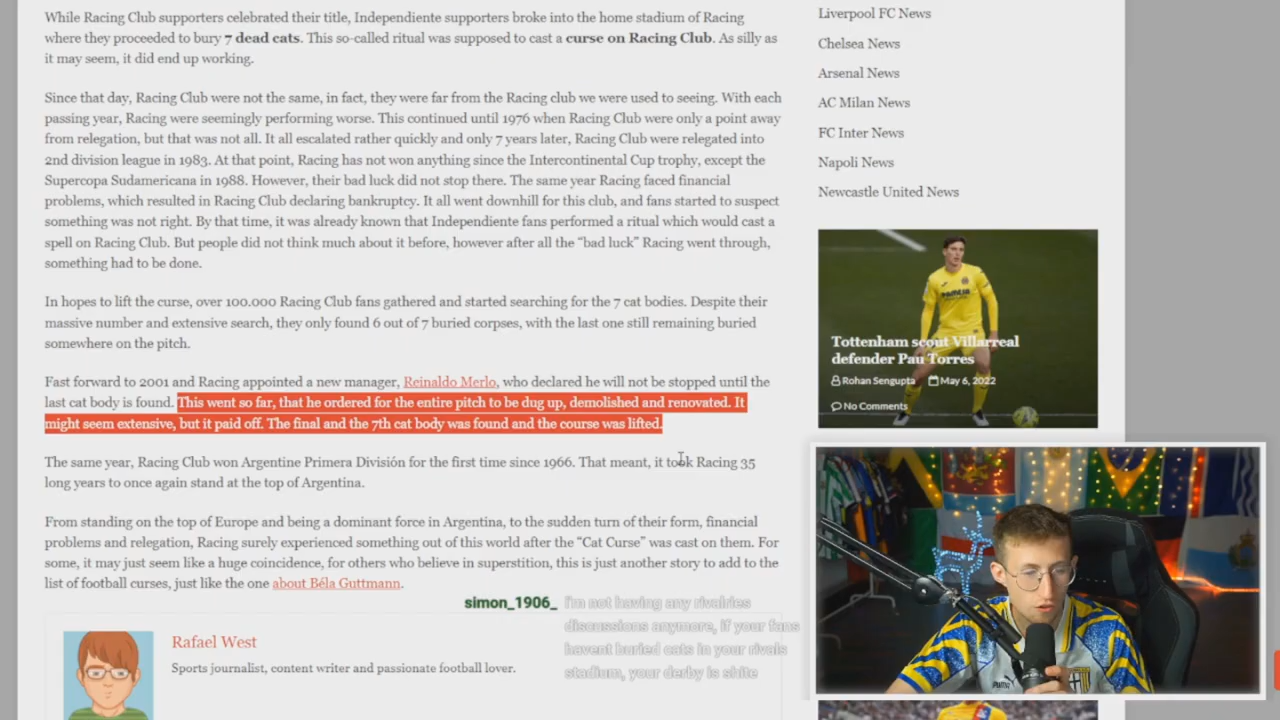 While Racing Club supporters celebrated their title, Independiente supporters broke into the home stadium of Racing
where they proceeded to bury 7 dead cats. This so-called ritual was supposed to cast a curse on Racing Club. As silly as
it may seem, it did end up working.
Since that day, Racing Club were not the same, in fact, they were far from the Racing club we were used to seeing. With each
passing year, Racing were seemingly performing worse. This continued until 1976 when Racing Club were only a point away
from relegation, but that was not all. It all escalated rather quickly and only 7 years later, Racing Club were relegated into
2nd division league in 1983. At that point, Racing has not won anything since the Intercontinental Cup trophy, except the
Supercopa Sudamericana in 1988. However, their bad luck did not stop there. The same year Racing faced financial
problems, which resulted in Racing Club declaring bankruptcy. It all went downhill for this club, and fans started to suspect
something was not right. By that time, it was already known that Independiente fans performed a ritual which would cast a
spell on Racing Club. But people did not think much about it before, however after all the “bad luck” Racing went through,
something had to be done.
In hopes to lift the curse, over 100.000 Racing Club fans gathered and started searching for the 7 cat bodies. Despite their
massive number and extensive search, they only found 6 out of 7 buried corpses, with the last one still remaining buried
somewhere on the pitch.
Fast forward to 2001 and Racing appointed a new manager, Reinaldo Merlo, who declared he will not be stopped until the
last cat body is found. This went so far, that he ordered for the entire pitch to be dug up, demolished and renovated. It
might seem extensive, but it paid off. The final and the 7th cat body was found and the course was lifted.
The same year, Racing Club won Argentine Primera División for the first time since 1966. That meant, it took Racing 35
long years to once again stand at the top of Argentina.
From standing on the top of Europe and being a dominant force in Argentina, to the sudden turn of their form, financial
problems and relegation, Racing surely experienced something out of this world after the “Cat Curse” was cast on them. For
some, it may just seem like a huge coincidence, for others who believe in superstition, this is just another story to add to the
list of football curses, just like the one about Béla Guttmann.
Rafael West
Sports journalist, content writer and passionate football lover.
simon_1906_ i'm not having any rivalries
discussions anymore, if your fans
havent buried cats in your rivals
stadium, your derby is shite
Liverpool FC News
Chelsea News
Arsenal News
AC Milan News
FC Inter News
Napoli News
Newcastle United News
Tottenham scout Villarreal
defender Pau Torres
Rohan Sengupta May 6, 2022
No Comments
PAMESA
PUMA